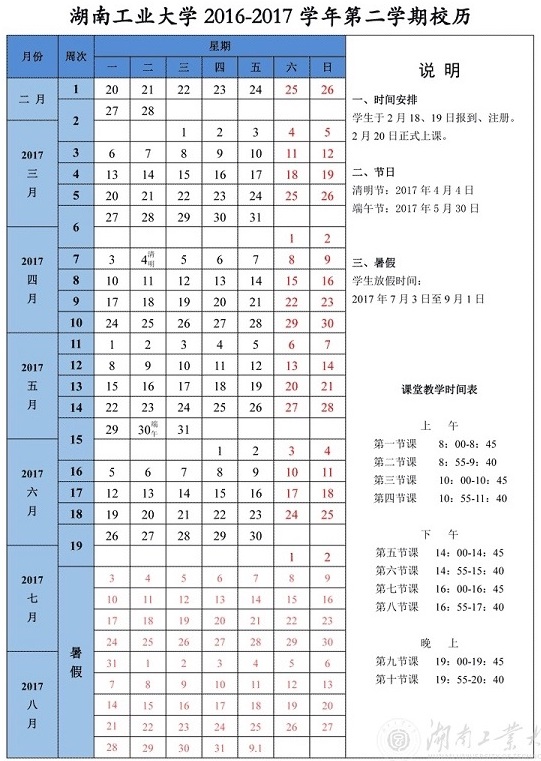 湖南工业大学 2016-2017 学年第二学期校历
月份 周次 星期
一 二 三 四 五 六 日
二 月 1 20 21 22 23 24 25 26
2 27 28
2017 三 月 1 2 3 4 5
3 6 7 8 9 10 11 12
4 13 14 15 16 17 18 19
5 20 21 22 23 24 25 26
6 27 28 29 30 31
2017 四 月 1 2
7 3 4清明 5 6 7 8 9
8 10 11 12 13 14 15 16
9 17 18 19 20 21 22 23
10 24 25 26 27 28 29 30
2017 五 月 11 1 2 3 4 5 6 7
12 8 9 10 11 12 13 14
13 15 16 17 18 19 20 21
14 22 23 24 25 26 27 28
15 29 30端午 31
2017 六 月 1 2 3 4
16 5 6 7 8 9 10 11
17 12 13 14 15 16 17 18
18 19 20 21 22 23 24 25
19 26 27 28 29 30
2017 七 月 1 2
暑假 3 4 5 6 7 8 9
10 11 12 13 14 15 16
17 18 19 20 21 22 23
24 25 26 27 28 29 30
2017 八 月 31 1 2 3 4 5 6
7 8 9 10 11 12 13
14 15 16 17 18 19 20
21 22 23 24 25 26 27
28 29 30 31 9.1
说 明
一、时间安排
学生于 2 月 18、19 日报到、注册。
2 月 20 日正式上课。
二、节日
清明节：2017 年 4 月 4 日
端午节：2017 年 5 月 30 日
三、暑假
学生放假时间：
2017 年 7 月 3 日至 9 月 1 日
课堂教学时间表
上 午
第一节课 8：00-8：45
第二节课 8：55-9：40
第三节课 10：00-10：45
第四节课 10：55-11：40
下 午
第五节课 14：00-14：45
第六节课 14：55-15：40
第七节课 16：00-16：45
第八节课 16：55-17：40
晚 上
第九节课 19：00-19：45
第十节课 19：55-20：40
湖南工業大